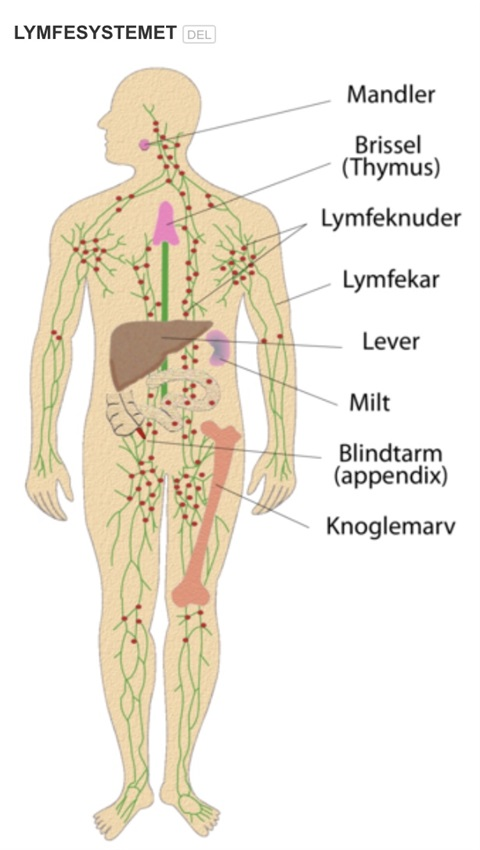 LYMFESYSTEMET DEL
Mandler
Brissel
(Thymus)
Lymfeknuder
Lymfekar
Lever
Milt
Blindtarm
(appendix)
Knoglemarv